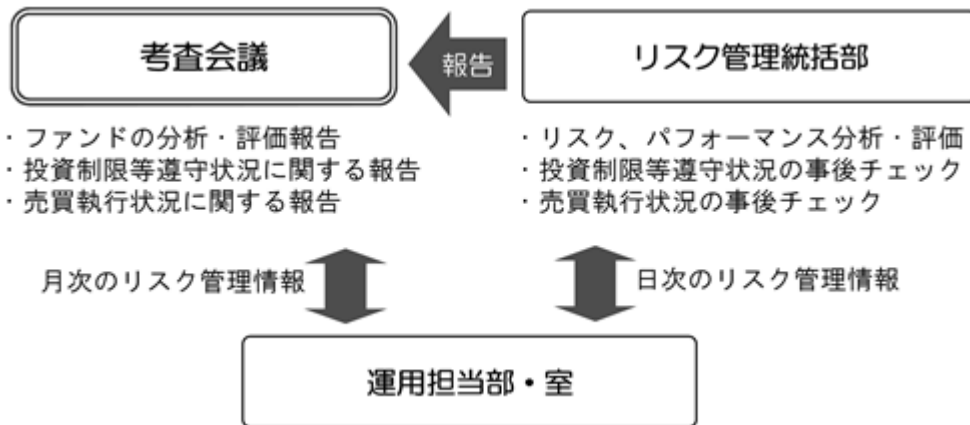 考査会議
報告
リスク管理統括部
・ファンドの分析・評価報告
・投資制限等遵守状況に関する報告
・売買執行状況に関する報告
・リスク、パフォーマンス分析・評価
・投資制限等遵守状況の事後チェック
・売買執行状況の事後チェック
月次のリスク管理情報
日次のリスク管理情報
運用担当部・室